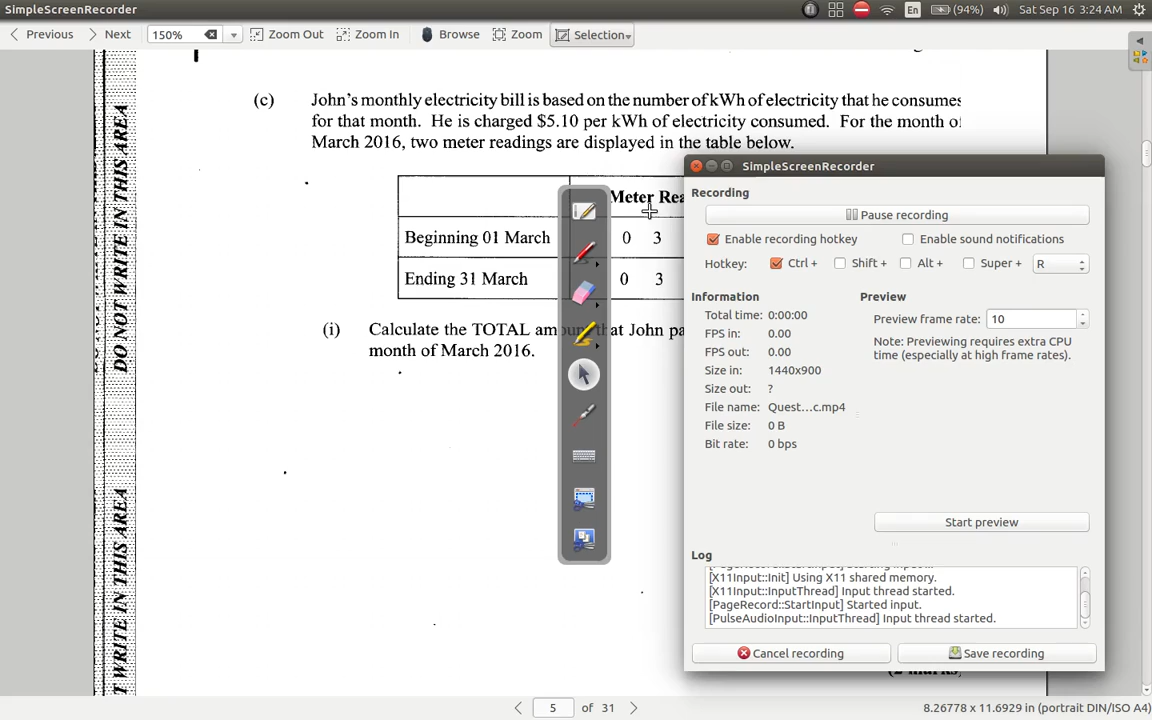 SimpleScreenRecorder
En
(94%)
Sat Sep 16 3:24 AM
Previous
Next
150%
Zoom Out
Zoom In
Browse
Zoom
Selection
DO NOT WRITE IN THIS AREA
(c) John's monthly electricity bill is based on the number of kWh of electricity that he consumes
for that month. He is charged $5.10 per kWh of electricity consumed. For the month of
March 2016, two meter readings are displayed in the table below.
Meter Rea
Beginning 01 March 0 3
Ending 31 March 0 3
(i) Calculate the TOTAL amount that John pa
month of March 2016.
WRITE IN THIS AREA
SimpleScreenRecorder
Recording
Pause recording
Enable recording hotkey
Enable sound notifications
Hotkey: Ctrl + Shift + Alt + Super + R
Information
Total time: 0:00:00
FPS in: 0.00
FPS out: 0.00
Size in: 1440x900
Size out: ?
File name: Quest...c.mp4
File size: 0 B
Bit rate: 0 bps
Preview
Preview frame rate: 10
Note: Previewing requires extra CPU
time (especially at high frame rates).
Start preview
Log
[X11Input::Init] Using X11 shared memory.
[X11Input::InputThread] Input thread started.
[PageRecord::StartInput] Started input.
[PulseAudioInput::InputThread] Input thread started.
Cancel recording
Save recording
5 of 31
8.26778 x 11.6929 in (portrait DIN/ISO A4)